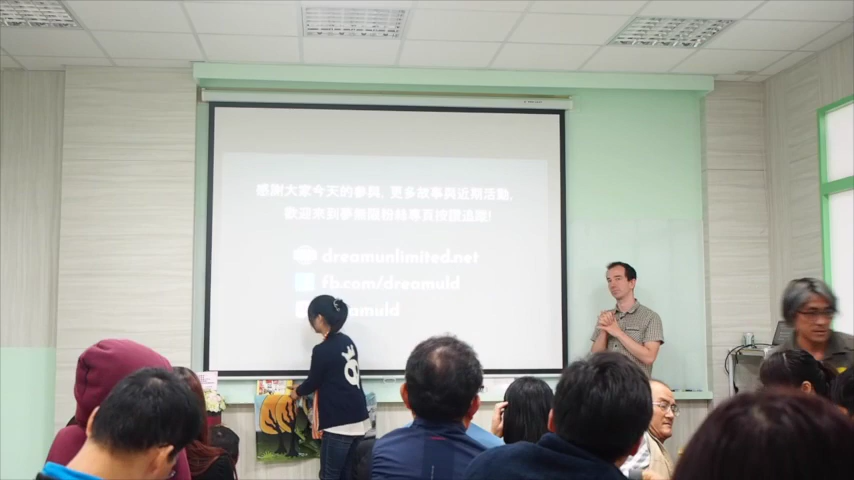 感謝大家今天的參與, 更多故事與近期活動,
歡迎來到夢無限粉絲專頁按讚追蹤!
dreamunlimited.net
fb.com/dreamuld
amuld